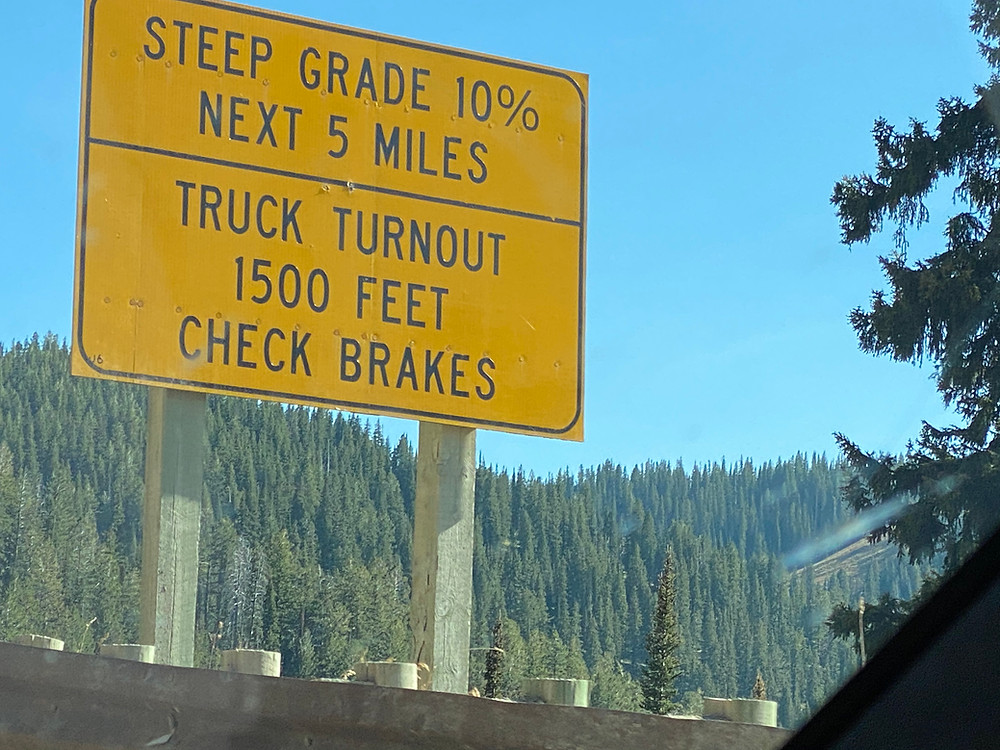 STEEP GRADE 10%
NEXT 5 MILES
TRUCK TURNOUT
1500 FEET
CHECK BRAKES